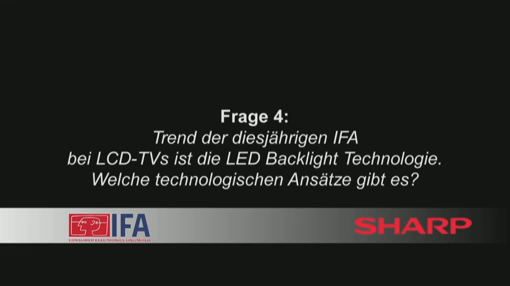 Frage 4:
Trend der diesjährigen IFA
bei LCD-TVs ist die LED Backlight Technologie.
Welche technologischen Ansätze gibt es?
IFA
SHARP